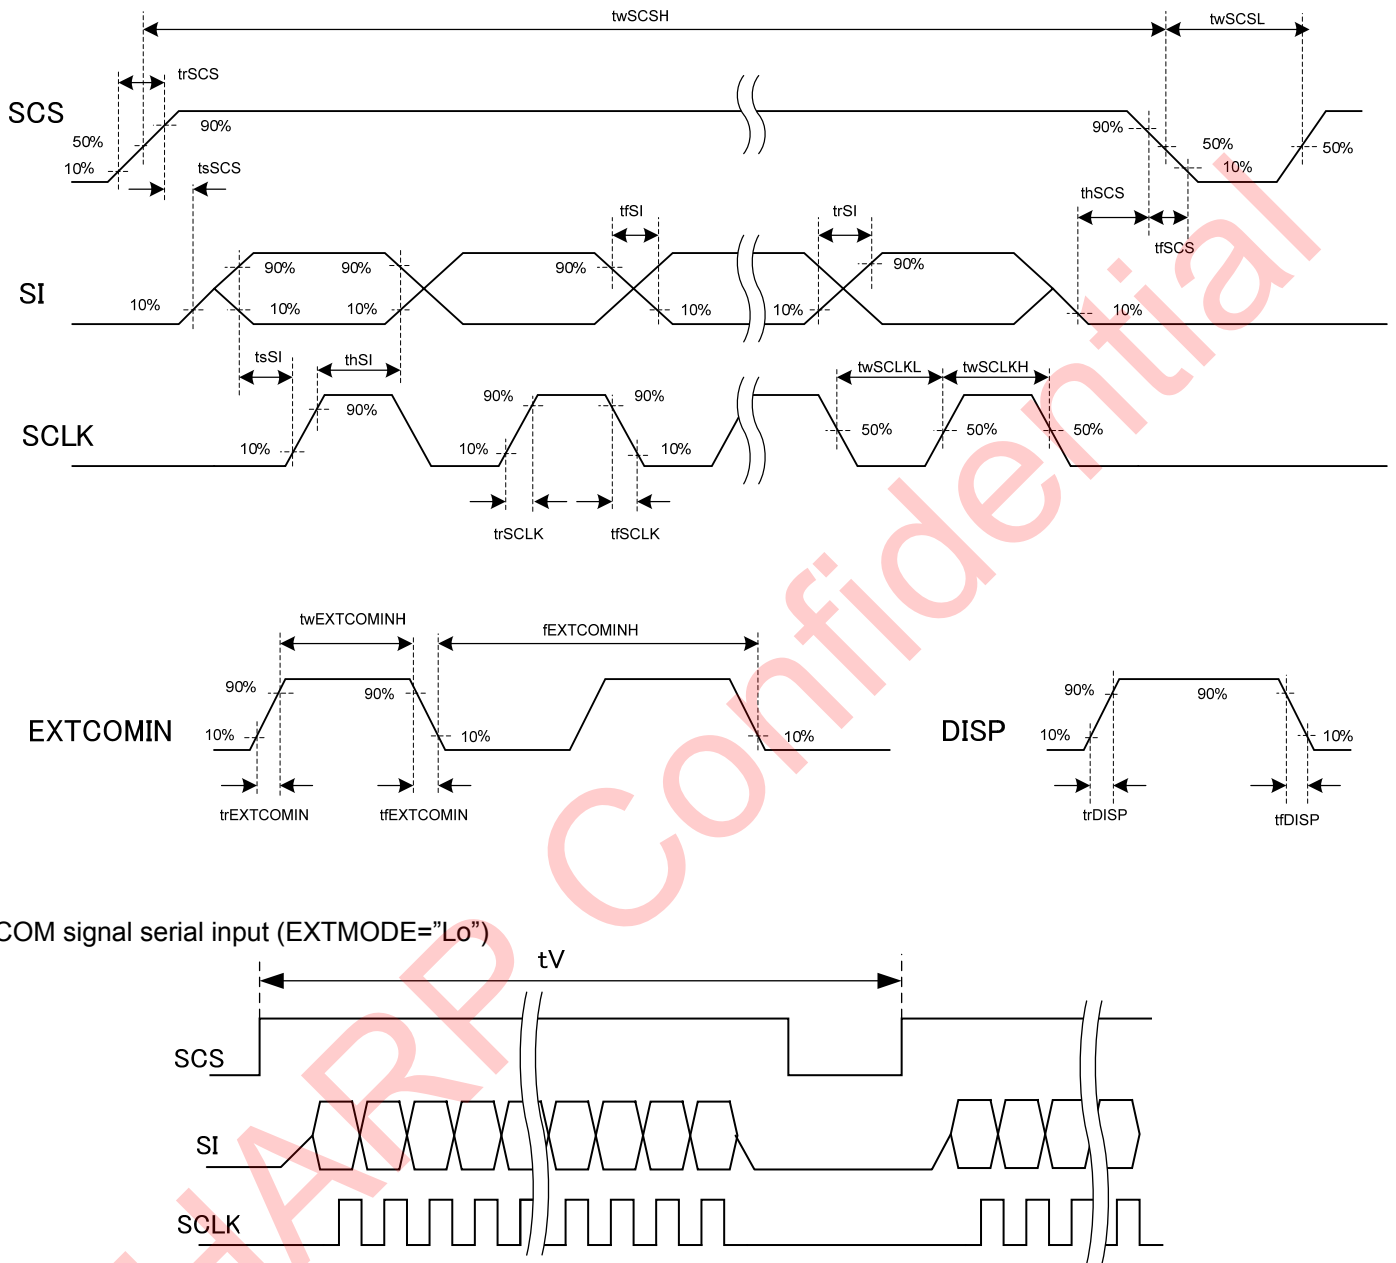 twSCSH
twSCSL
trSCS
SCS
90%
50%
10%
tsSCS
90%
50%
10%
50%
thSCS
tfSCS
tfSI
trSI
SI
90%
90%
90%
90%
10%
10%
10%
10%
10%
10%
tsSI
thSI
twSCLKL
twSCLKH
SCLK
90%
90%
90%
10%
10%
10%
50%
50%
50%
trSCLK
tfSCLK
twEXTCOMINH
fEXTCOMINH
EXTCOMIN
90%
90%
10%
10%
10%
trEXTCOMIN
tfEXTCOMIN
DISP
90%
90%
10%
10%
trDISP
tfDISP
COM signal serial input (EXTMODE=”Lo”)
tV
SCS
SI
SCLK
SHARP Confidential